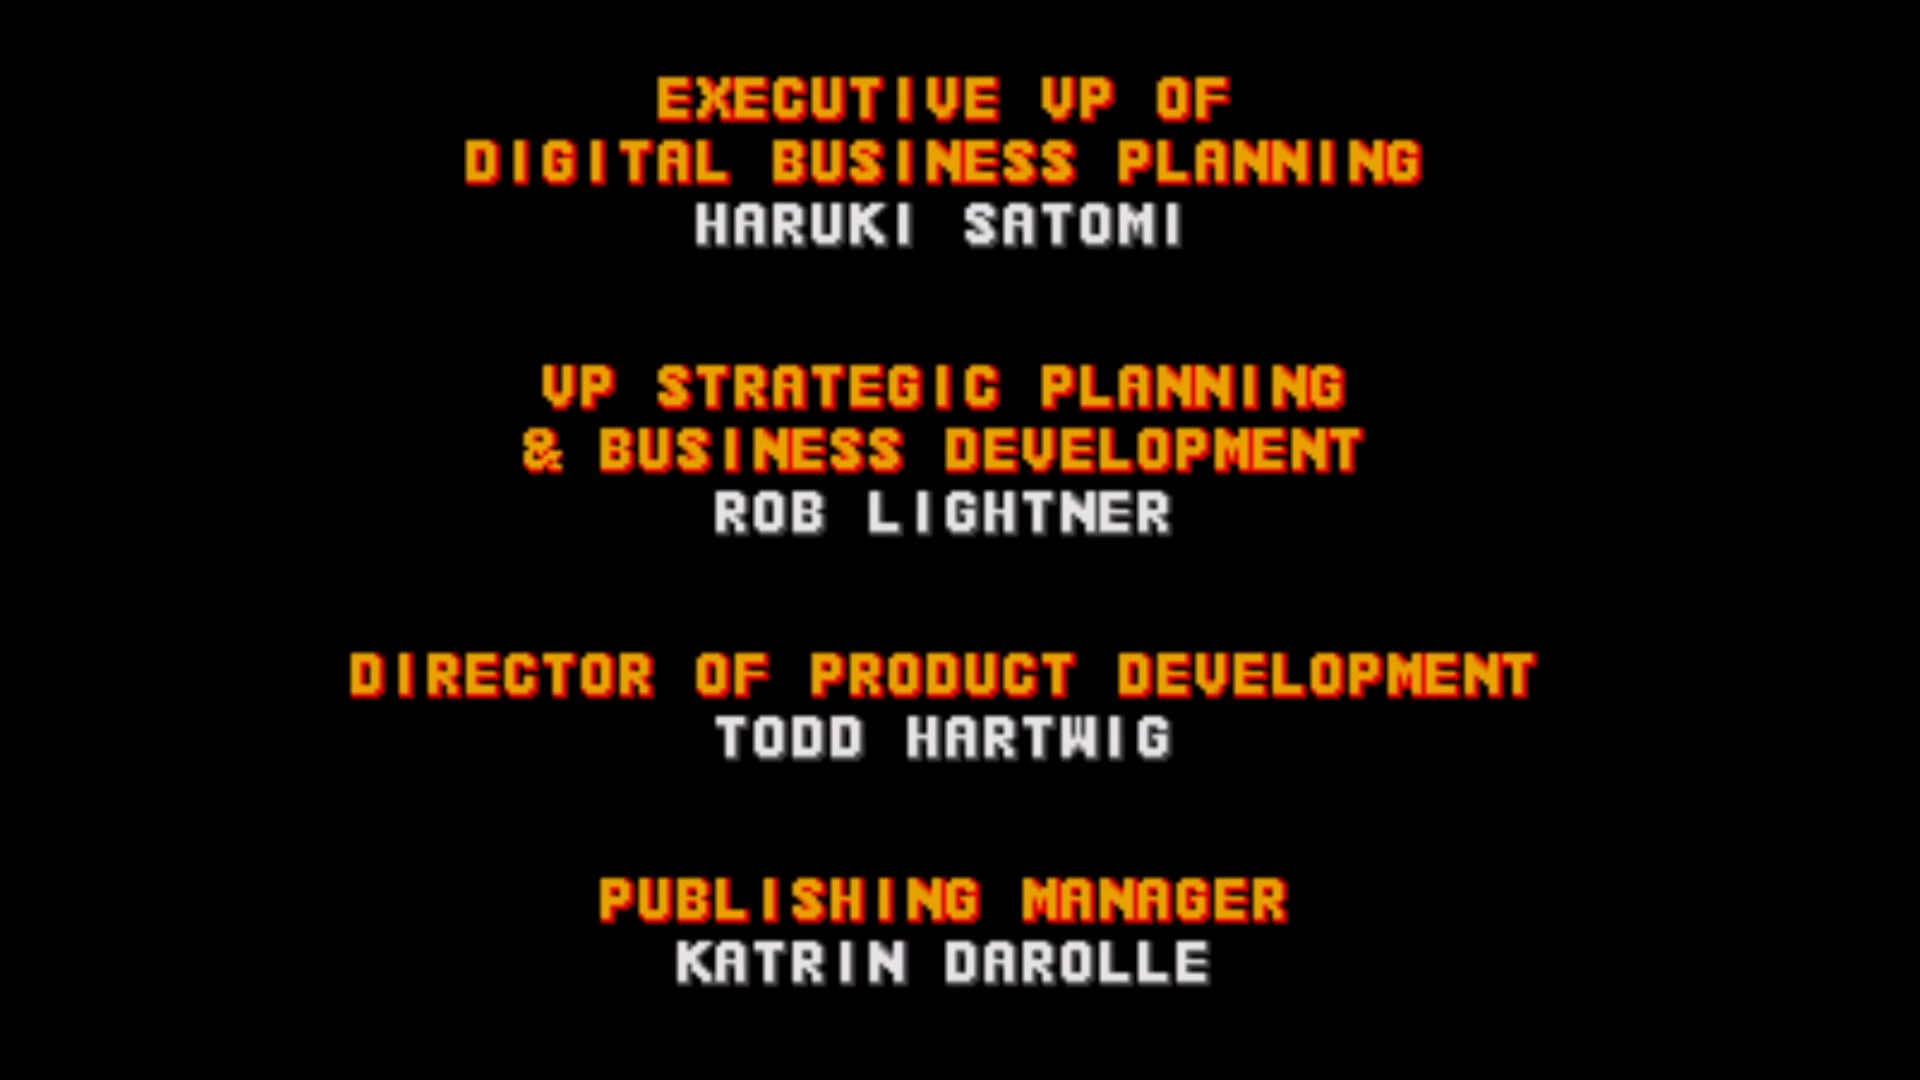 EXECUTIVE VP OF
DIGITAL BUSINESS PLANNING
HARUKI SATOMI
VP STRATEGIC PLANNING
& BUSINESS DEVELOPMENT
ROB LIGHTNER
DIRECTOR OF PRODUCT DEVELOPMENT
TODD HARTWIG
PUBLISHING MANAGER
KATRIN DAROLLE